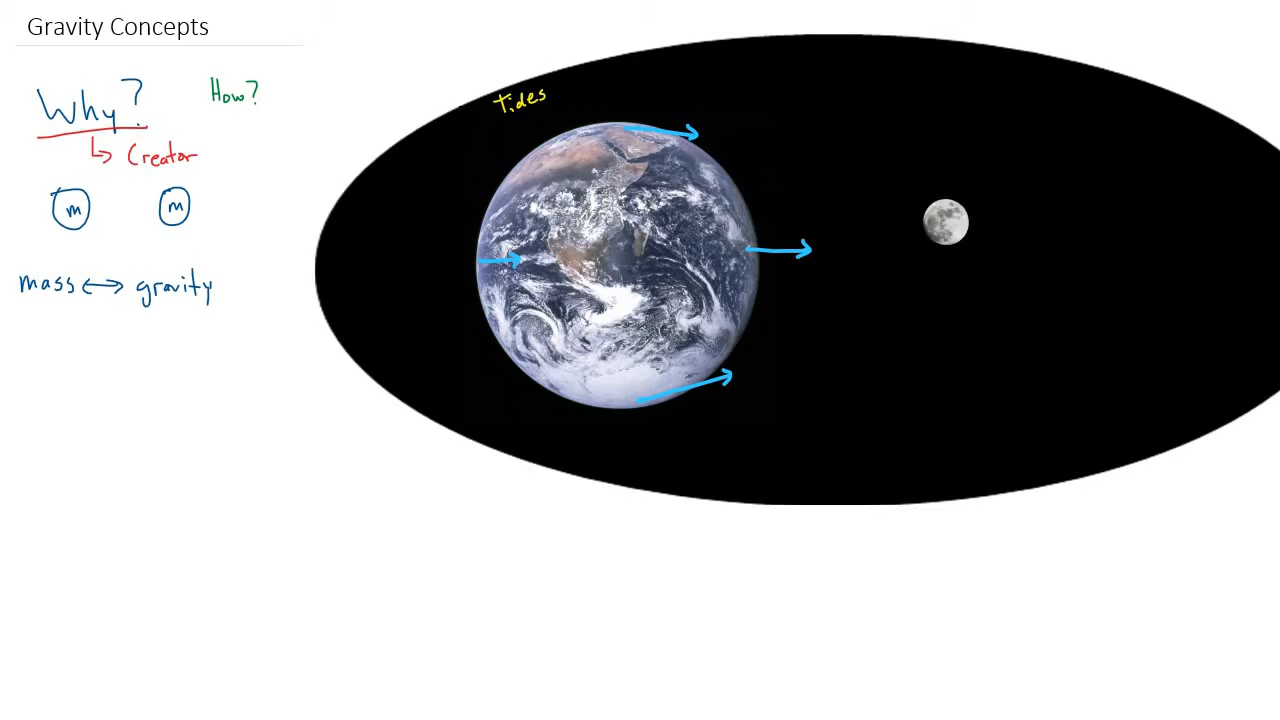 Gravity Concepts
Why? How?
↳ Creator
m m
mass ↔ gravity
Tides